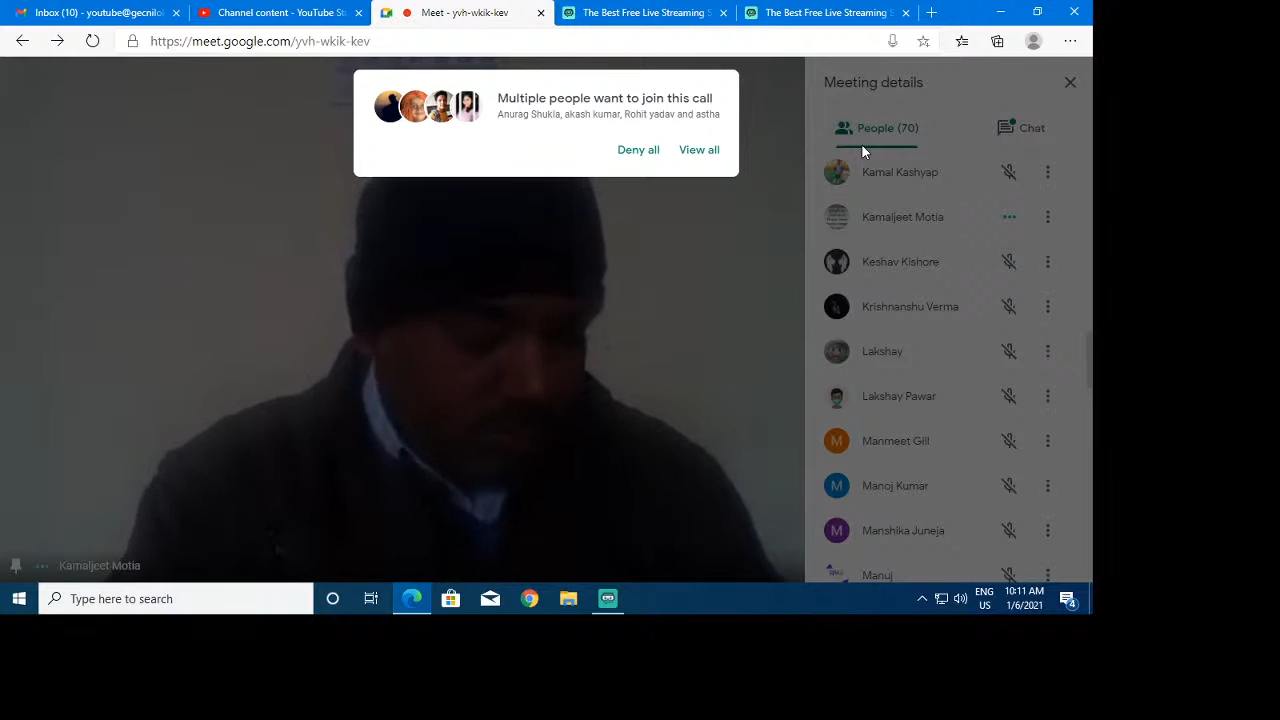 Inbox (10) - youtube@gecnilok
Channel content - YouTube St
Meet - yvh-wkik-kev
The Best Free Live Streaming S
The Best Free Live Streaming S
https://meet.google.com/yvh-wkik-kev
Multiple people want to join this call
Anurag Shukla, akash kumar, Rohit yadav and astha
Deny all
View all
Meeting details
People (70)
Chat
Kamal Kashyap
Kamaljeet Motia
Keshav Kishore
Krishnanshu Verma
Lakshay
Lakshay Pawar
M Manmeet Gill
M Manoj Kumar
M Manshika Juneja
Manuj
Kamaljeet Motia
Type here to search
ENG
US
10:11 AM
1/6/2021
4